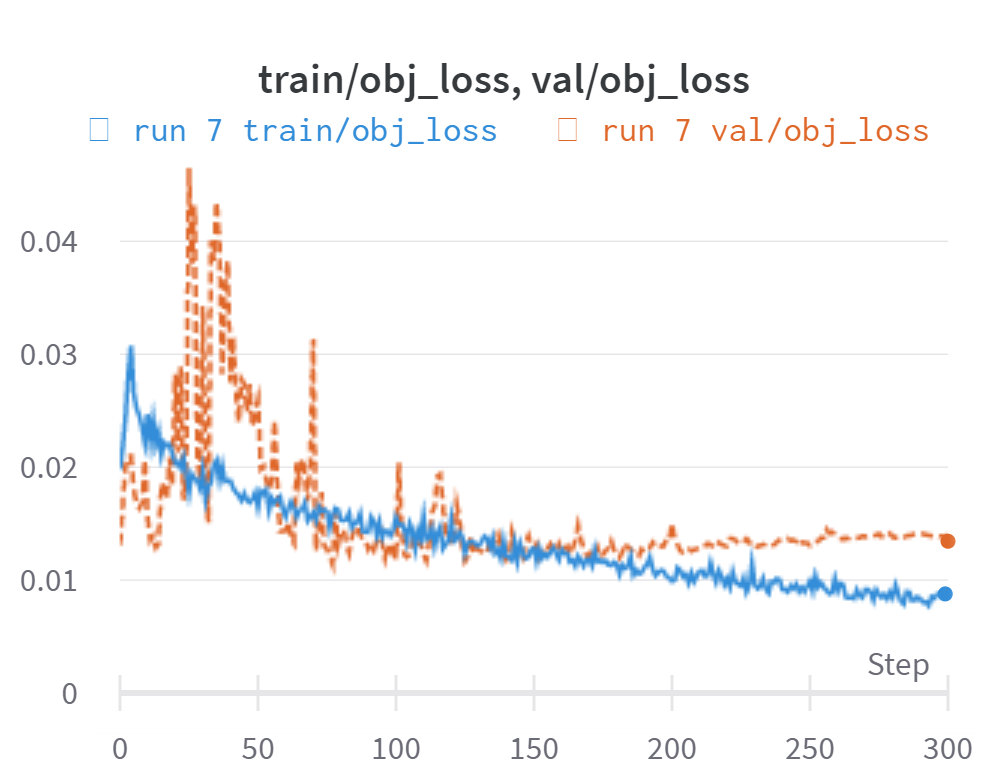 train/obj_loss, val/obj_loss
run 7 train/obj_loss run 7 val/obj_loss
0.04
0.03
0.02
0.01
Step
0
0 50 100 150 200 250 300